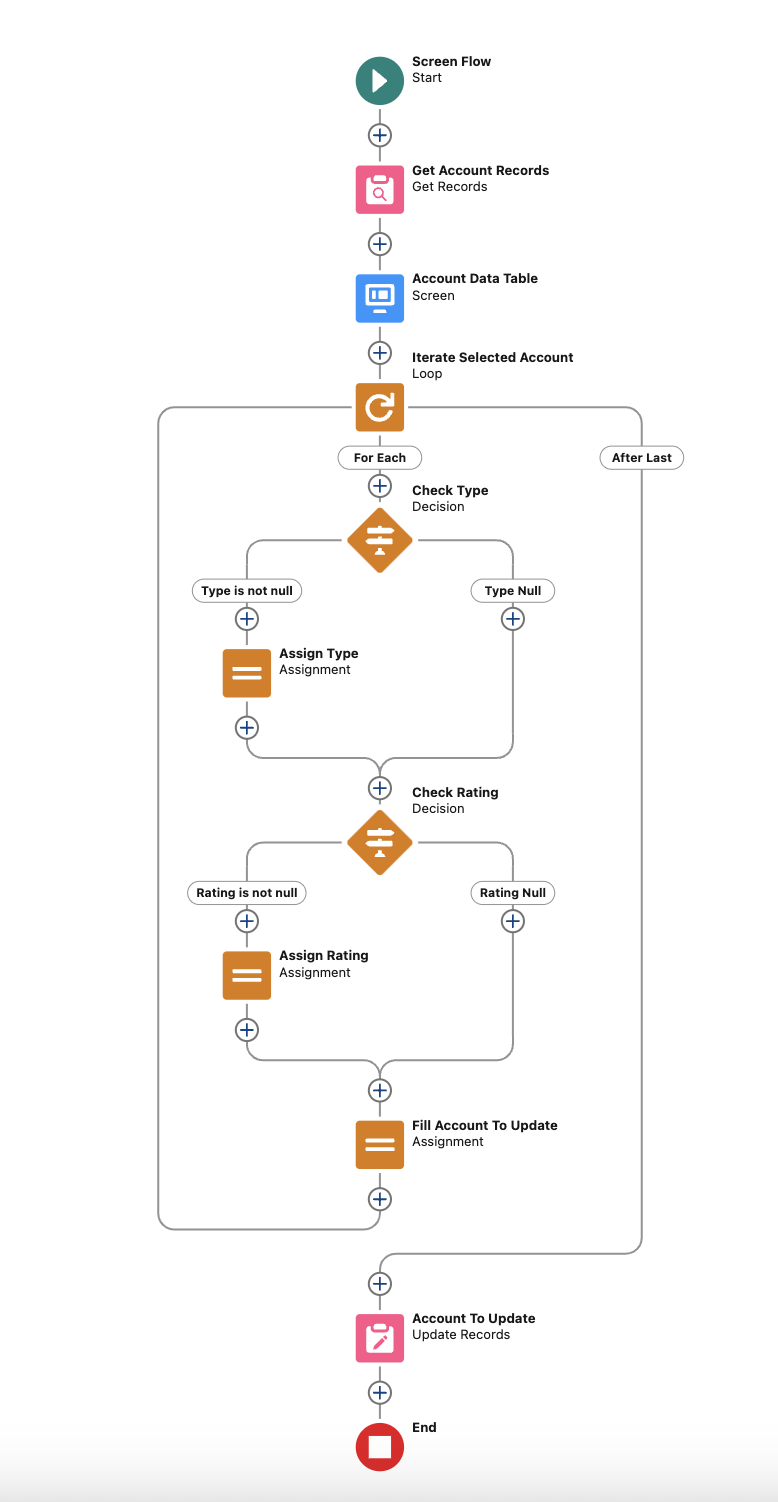 Screen Flow
Start
Get Account Records
Get Records
Account Data Table
Screen
Iterate Selected Account
Loop
For Each
After Last
Check Type
Decision
Type is not null
Type Null
Assign Type
Assignment
Check Rating
Decision
Rating is not null
Rating Null
Assign Rating
Assignment
Fill Account To Update
Assignment
Account To Update
Update Records
End